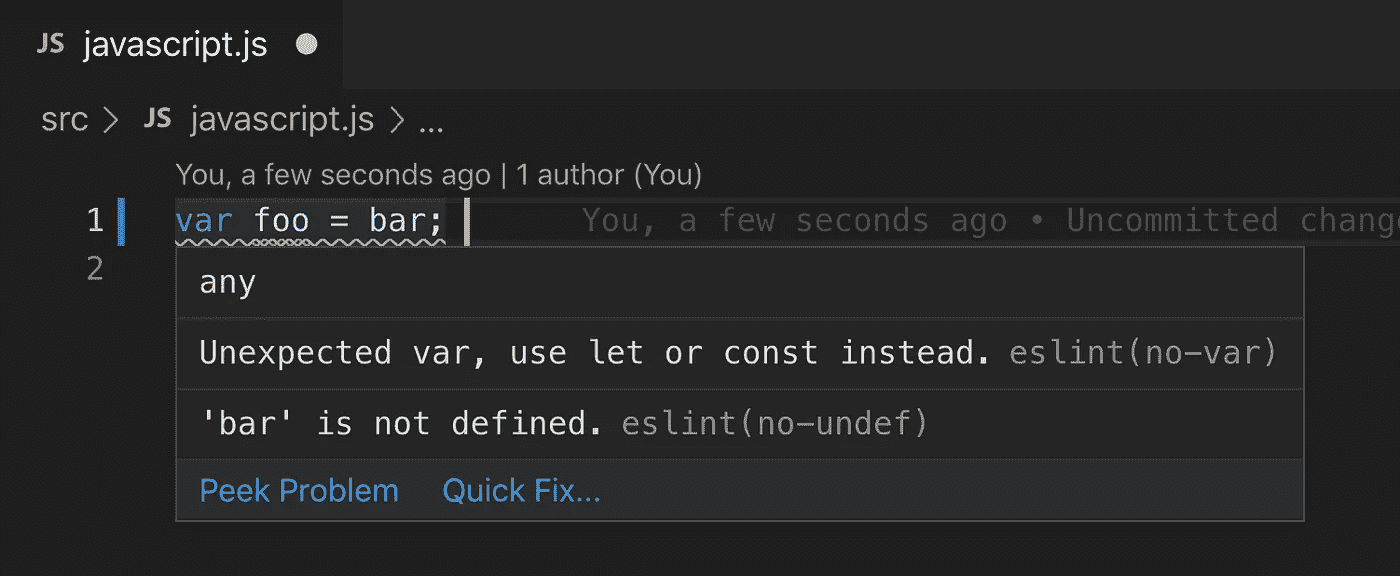 JS javascript.js
src > JS javascript.js > ...
You, a few seconds ago | 1 author (You)
1 var foo = bar; You, a few seconds ago • Uncommitted chang
2
any
Unexpected var, use let or const instead. eslint(no-var)
'bar' is not defined. eslint(no-undef)
Peek Problem Quick Fix...